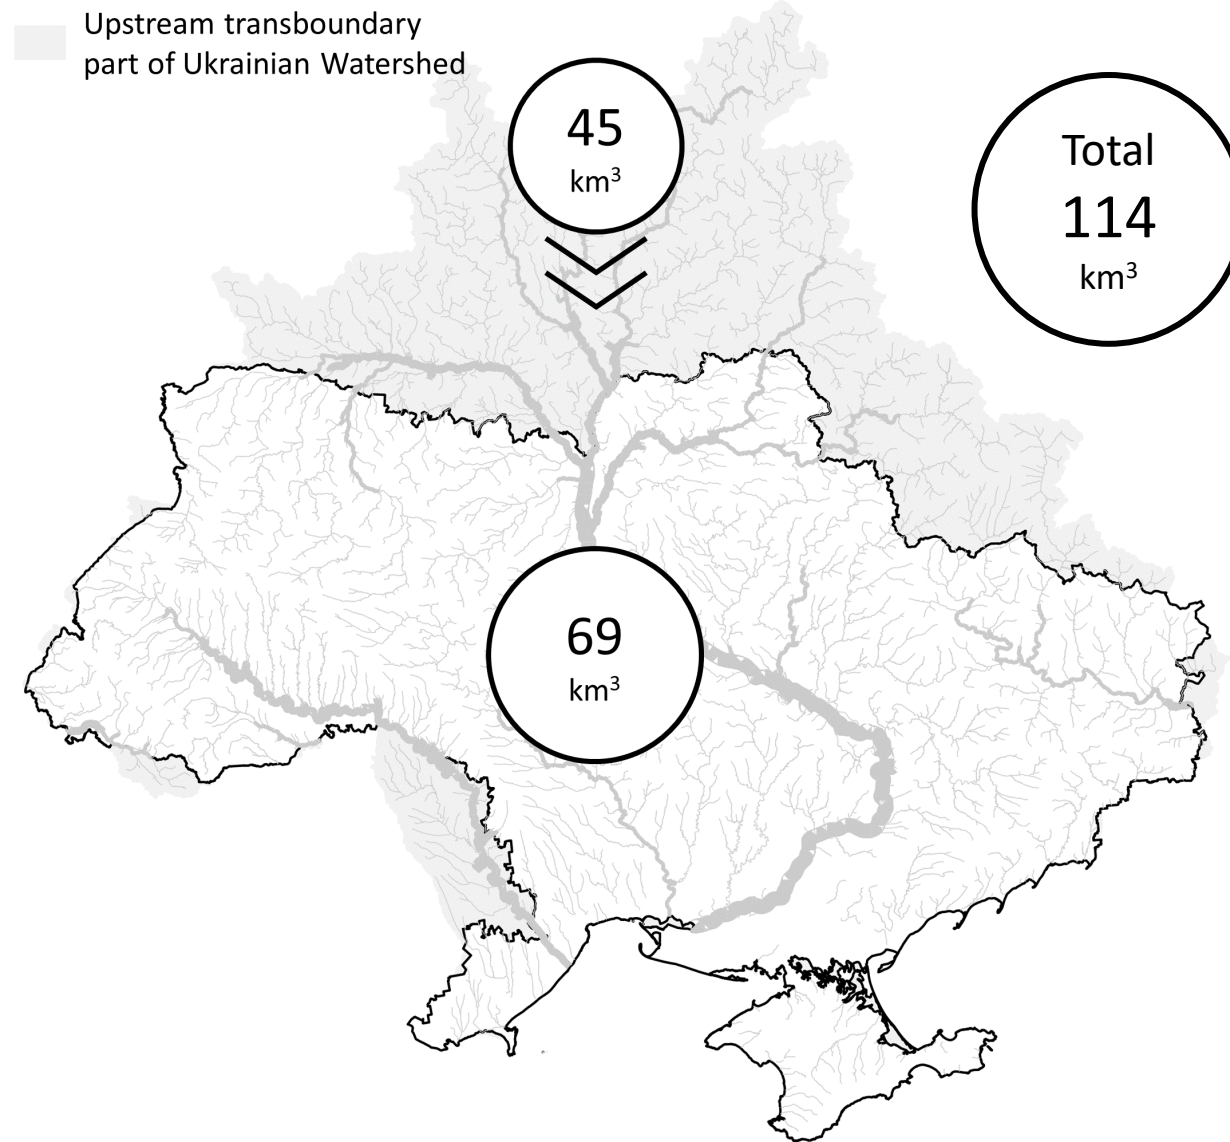 Upstream transboundary
part of Ukrainian Watershed
45
km³
Total
114
km³
69
km³